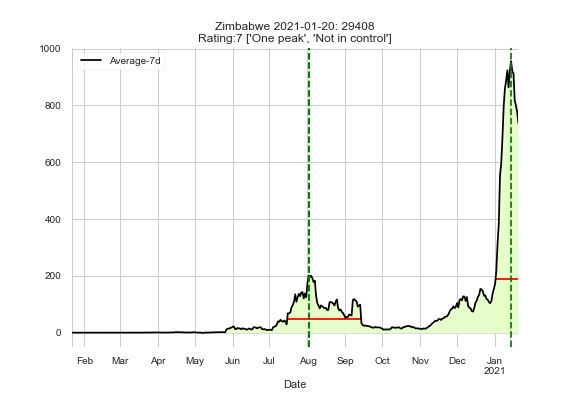 Zimbabwe 2021-01-20: 29408
Rating:7 ['One peak', 'Not in control']
Average-7d
1000
800
600
400
200
0
Feb Mar Apr May Jun Jul Aug Sep Oct Nov Dec Jan
2021
Date